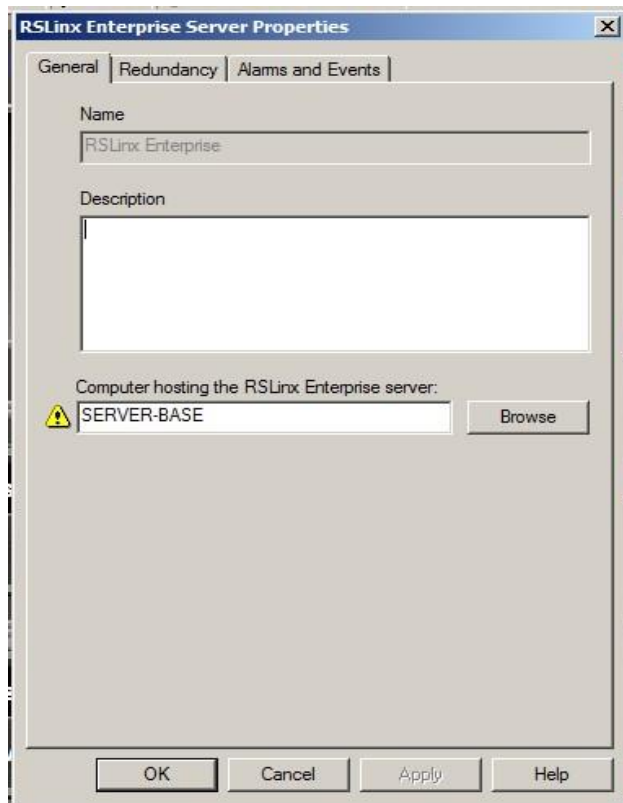 RSLinx Enterprise Server Properties
General Redundancy Alarms and Events
Name
RSLinx Enterprise
Description
Computer hosting the RSLinx Enterprise server:
SERVER-BASE Browse
OK Cancel Apply Help